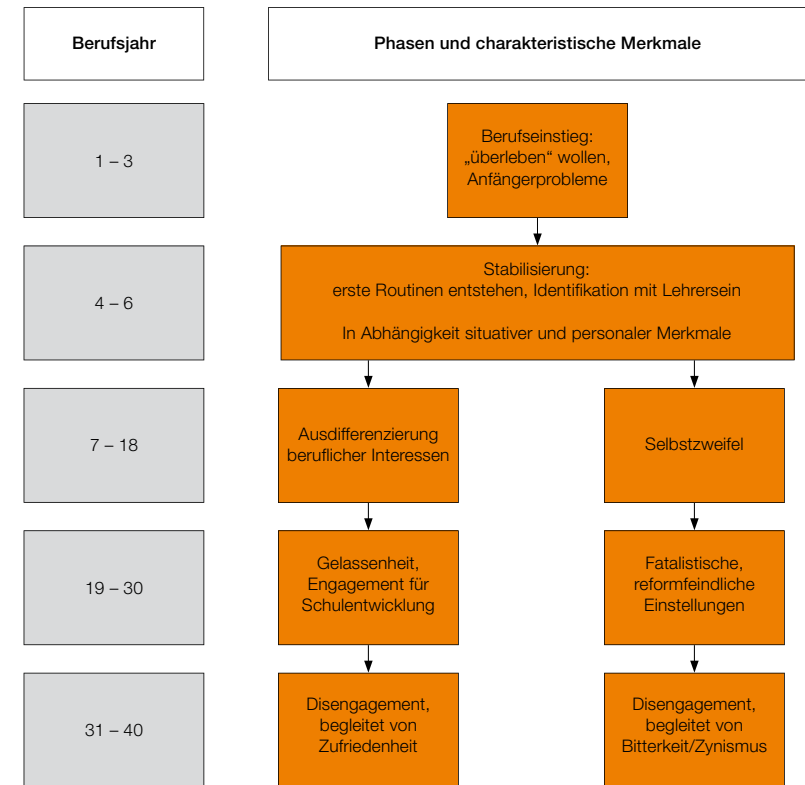 Berufsjahr
Phasen und charakteristische Merkmale
1 – 3
Berufseinstieg:
„überleben“ wollen,
Anfängerprobleme
4 – 6
Stabilisierung:
erste Routinen entstehen, Identifikation mit Lehrersein
In Abhängigkeit situativer und personaler Merkmale
7 – 18
Ausdifferenzierung
beruflicher Interessen
Selbstzweifel
19 – 30
Gelassenheit,
Engagement für
Schulentwicklung
Fatalistische,
reformfeindliche
Einstellungen
31 – 40
Disengagement,
begleitet von
Zufriedenheit
Disengagement,
begleitet von
Bitterkeit/Zynismus